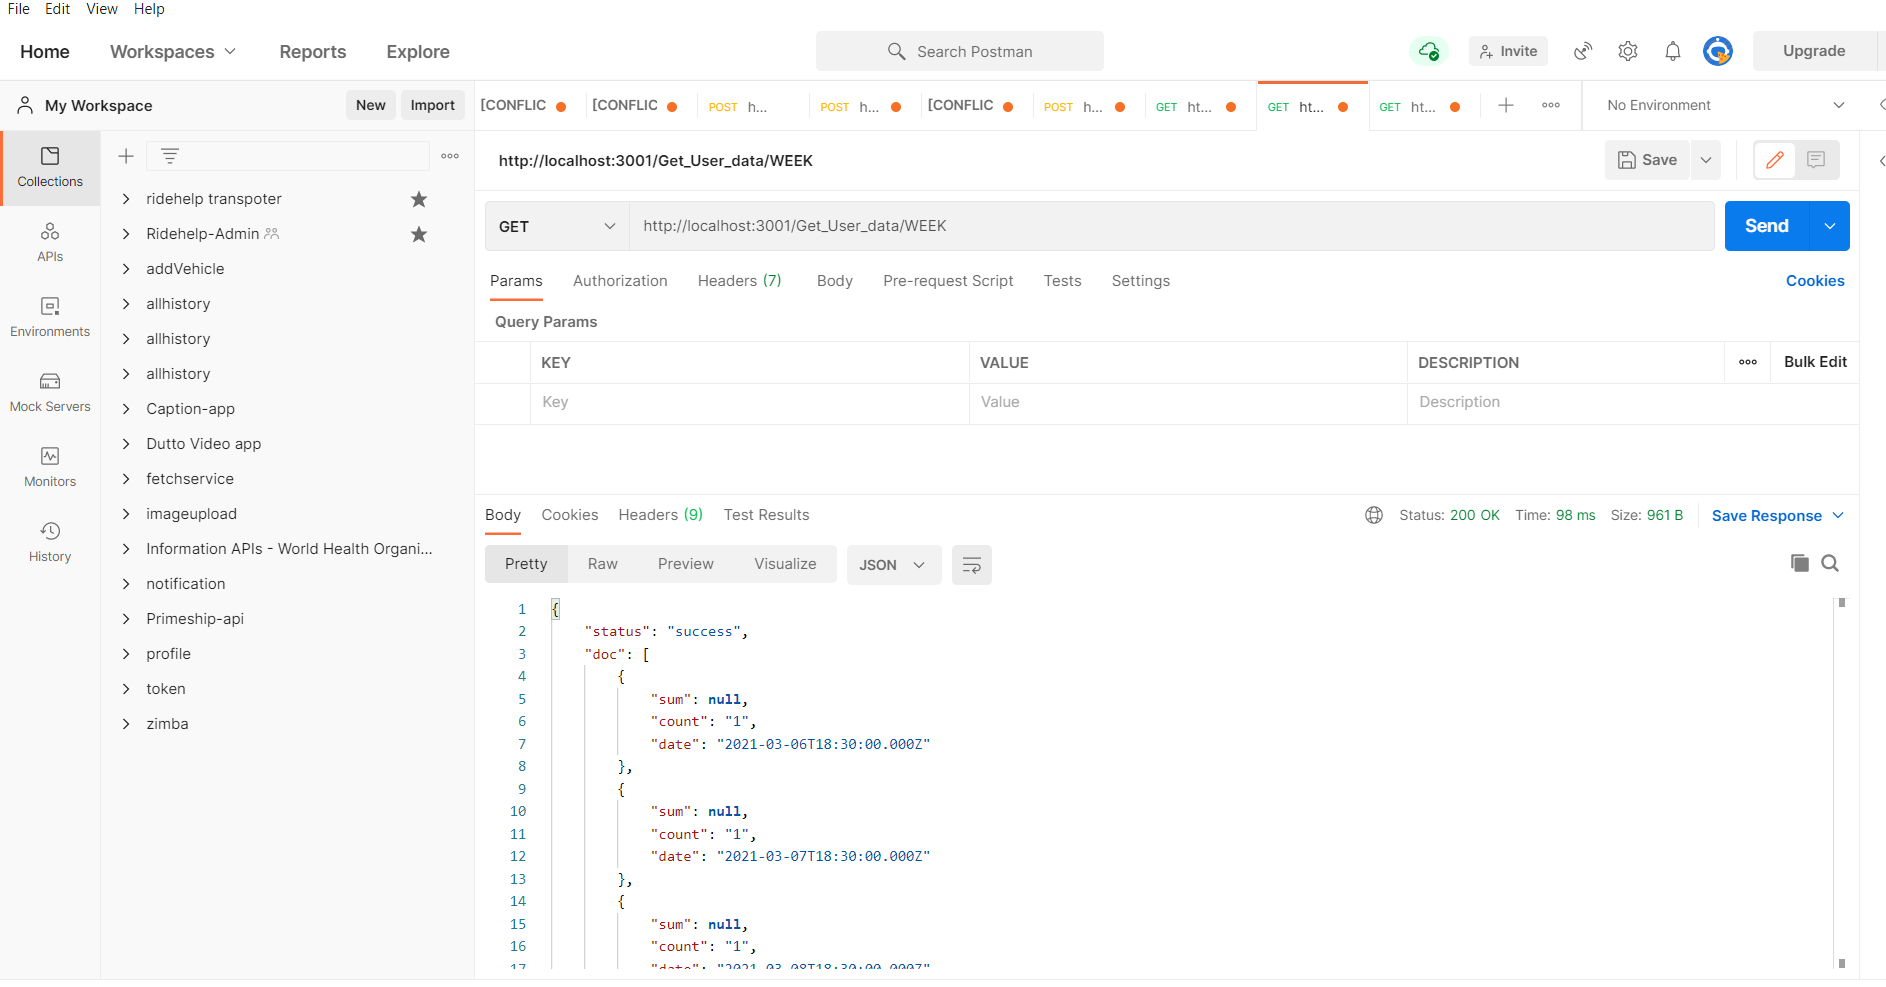 File Edit View Help
Home Workspaces Reports Explore Search Postman Invite Upgrade
My Workspace New Import
[CONFLIC [CONFLIC POST h... POST h... [CONFLIC POST h... GET ht... GET ht... GET ht... No Environment
Collections
APIs
Environments
Mock Servers
Monitors
History
ridehelp transpoter
Ridehelp-Admin
addVehicle
allhistory
allhistory
allhistory
Caption-app
Dutto Video app
fetchservice
imageupload
Information APIs - World Health Organi...
notification
Primeship-api
profile
token
zimba
http://localhost:3001/Get_User_data/WEEK Save
GET http://localhost:3001/Get_User_data/WEEK Send
Params Authorization Headers (7) Body Pre-request Script Tests Settings Cookies
Query Params
KEY VALUE DESCRIPTION Bulk Edit
Key Value Description
Body Cookies Headers (9) Test Results Status: 200 OK Time: 98 ms Size: 961 B Save Response
Pretty Raw Preview Visualize JSON
1 {
2 "status": "success",
3 "doc": [
4 {
5 "sum": null,
6 "count": "1",
7 "date": "2021-03-06T18:30:00.000Z"
8 },
9 {
10 "sum": null,
11 "count": "1",
12 "date": "2021-03-07T18:30:00.000Z"
13 },
14 {
15 "sum": null,
16 "count": "1",
17 "date": "2021-03-08T18:30:00.000Z"